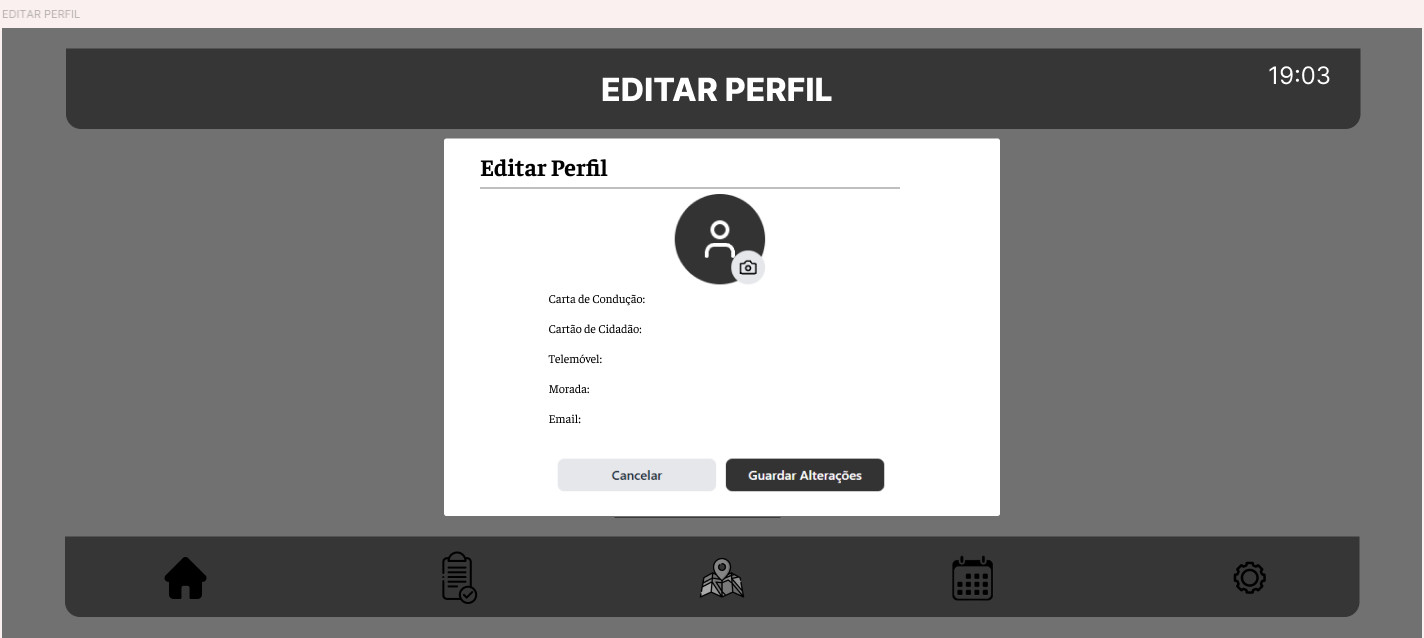 EDITAR PERFIL
EDITAR PERFIL
19:03
Editar Perfil
Carta de Condução:
Cartão de Cidadão:
Telemóvel:
Morada:
Email:
Cancelar
Guardar Alterações